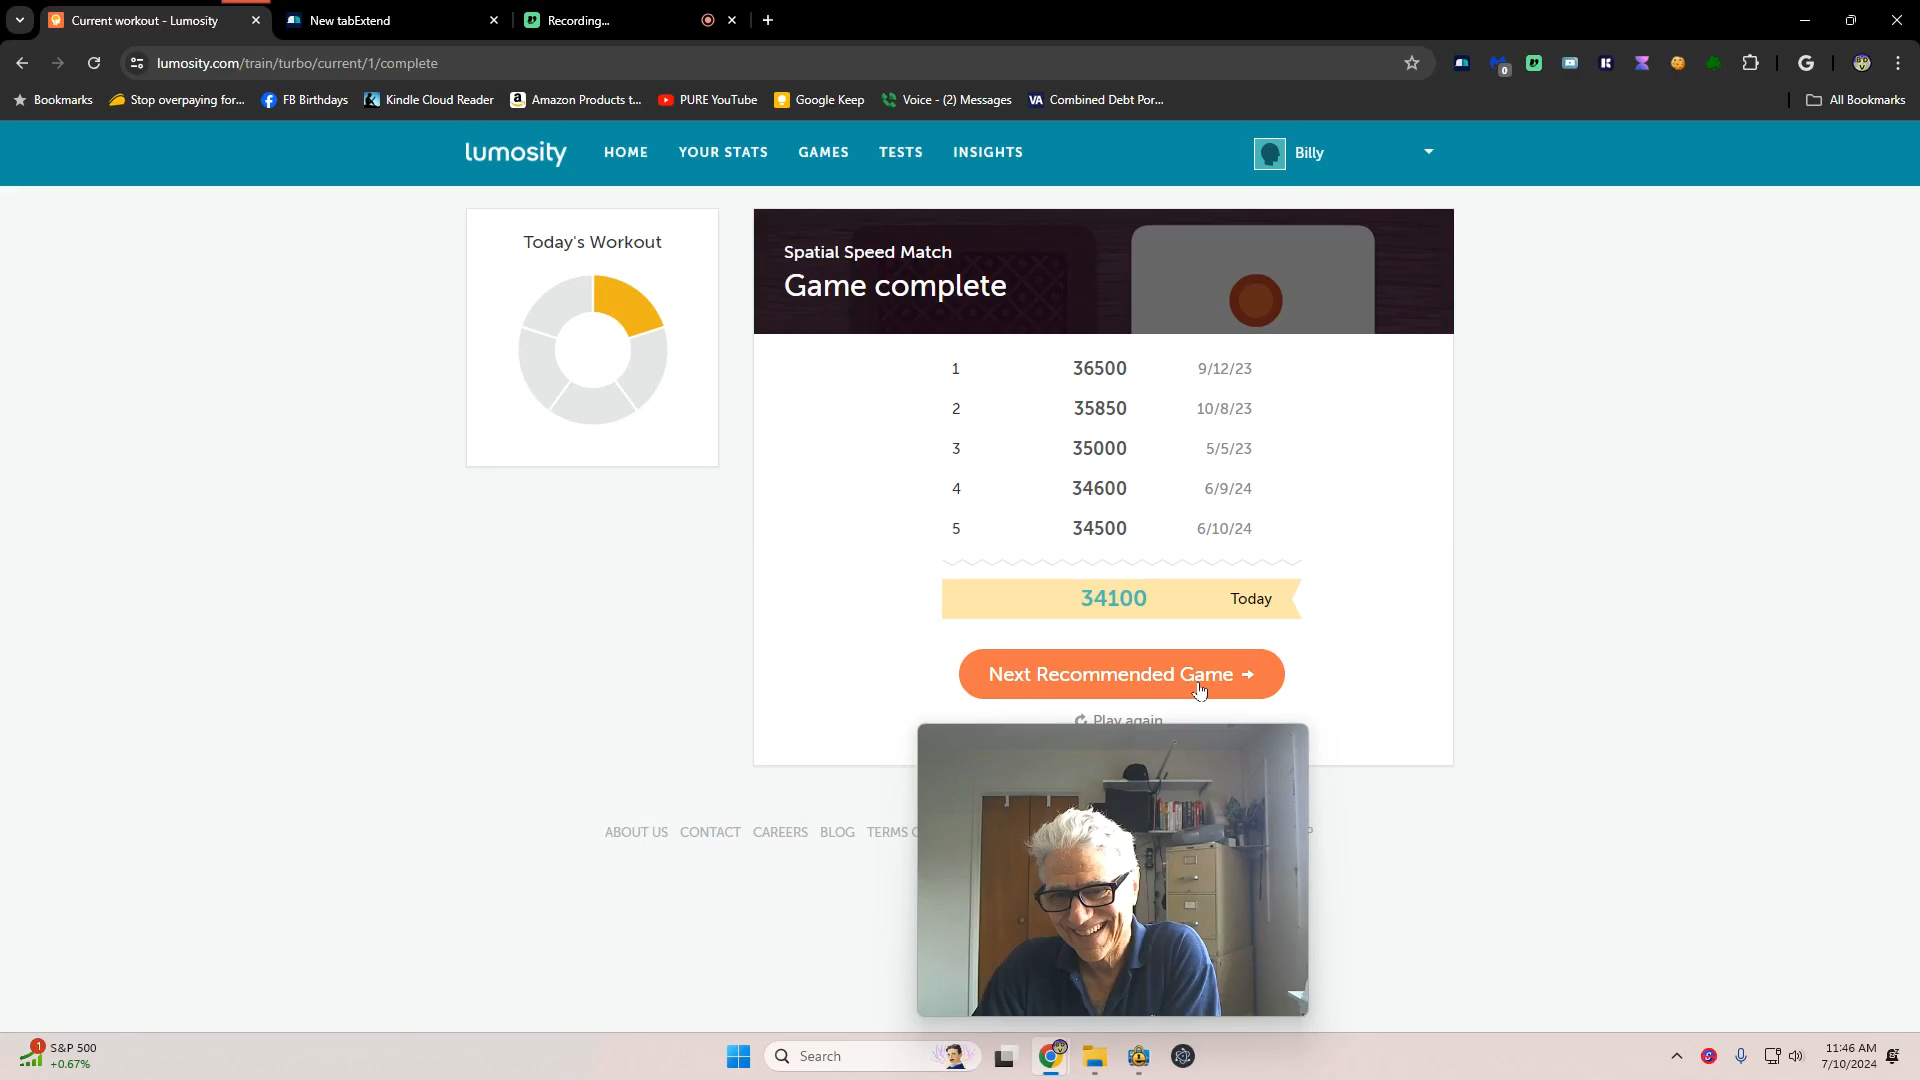 Current workout - Lumosity
New tabExtend
Recording...
lumosity.com/train/turbo/current/1/complete
0
Bookmarks
Stop overpaying for...
FB Birthdays
Kindle Cloud Reader
Amazon Products t...
PURE YouTube
Google Keep
Voice - (2) Messages
VA Combined Debt Por...
All Bookmarks
lumosity
HOME
YOUR STATS
GAMES
TESTS
INSIGHTS
Billy
Today's Workout
Spatial Speed Match
Game complete
1 36500 9/12/23
2 35850 10/8/23
3 35000 5/5/23
4 34600 6/9/24
5 34500 6/10/24
34100 Today
Next Recommended Game →
Play again
ABOUT US CONTACT CAREERS BLOG TERMS
1
S&P 500
+0.67%
Search
11:46 AM
7/10/2024